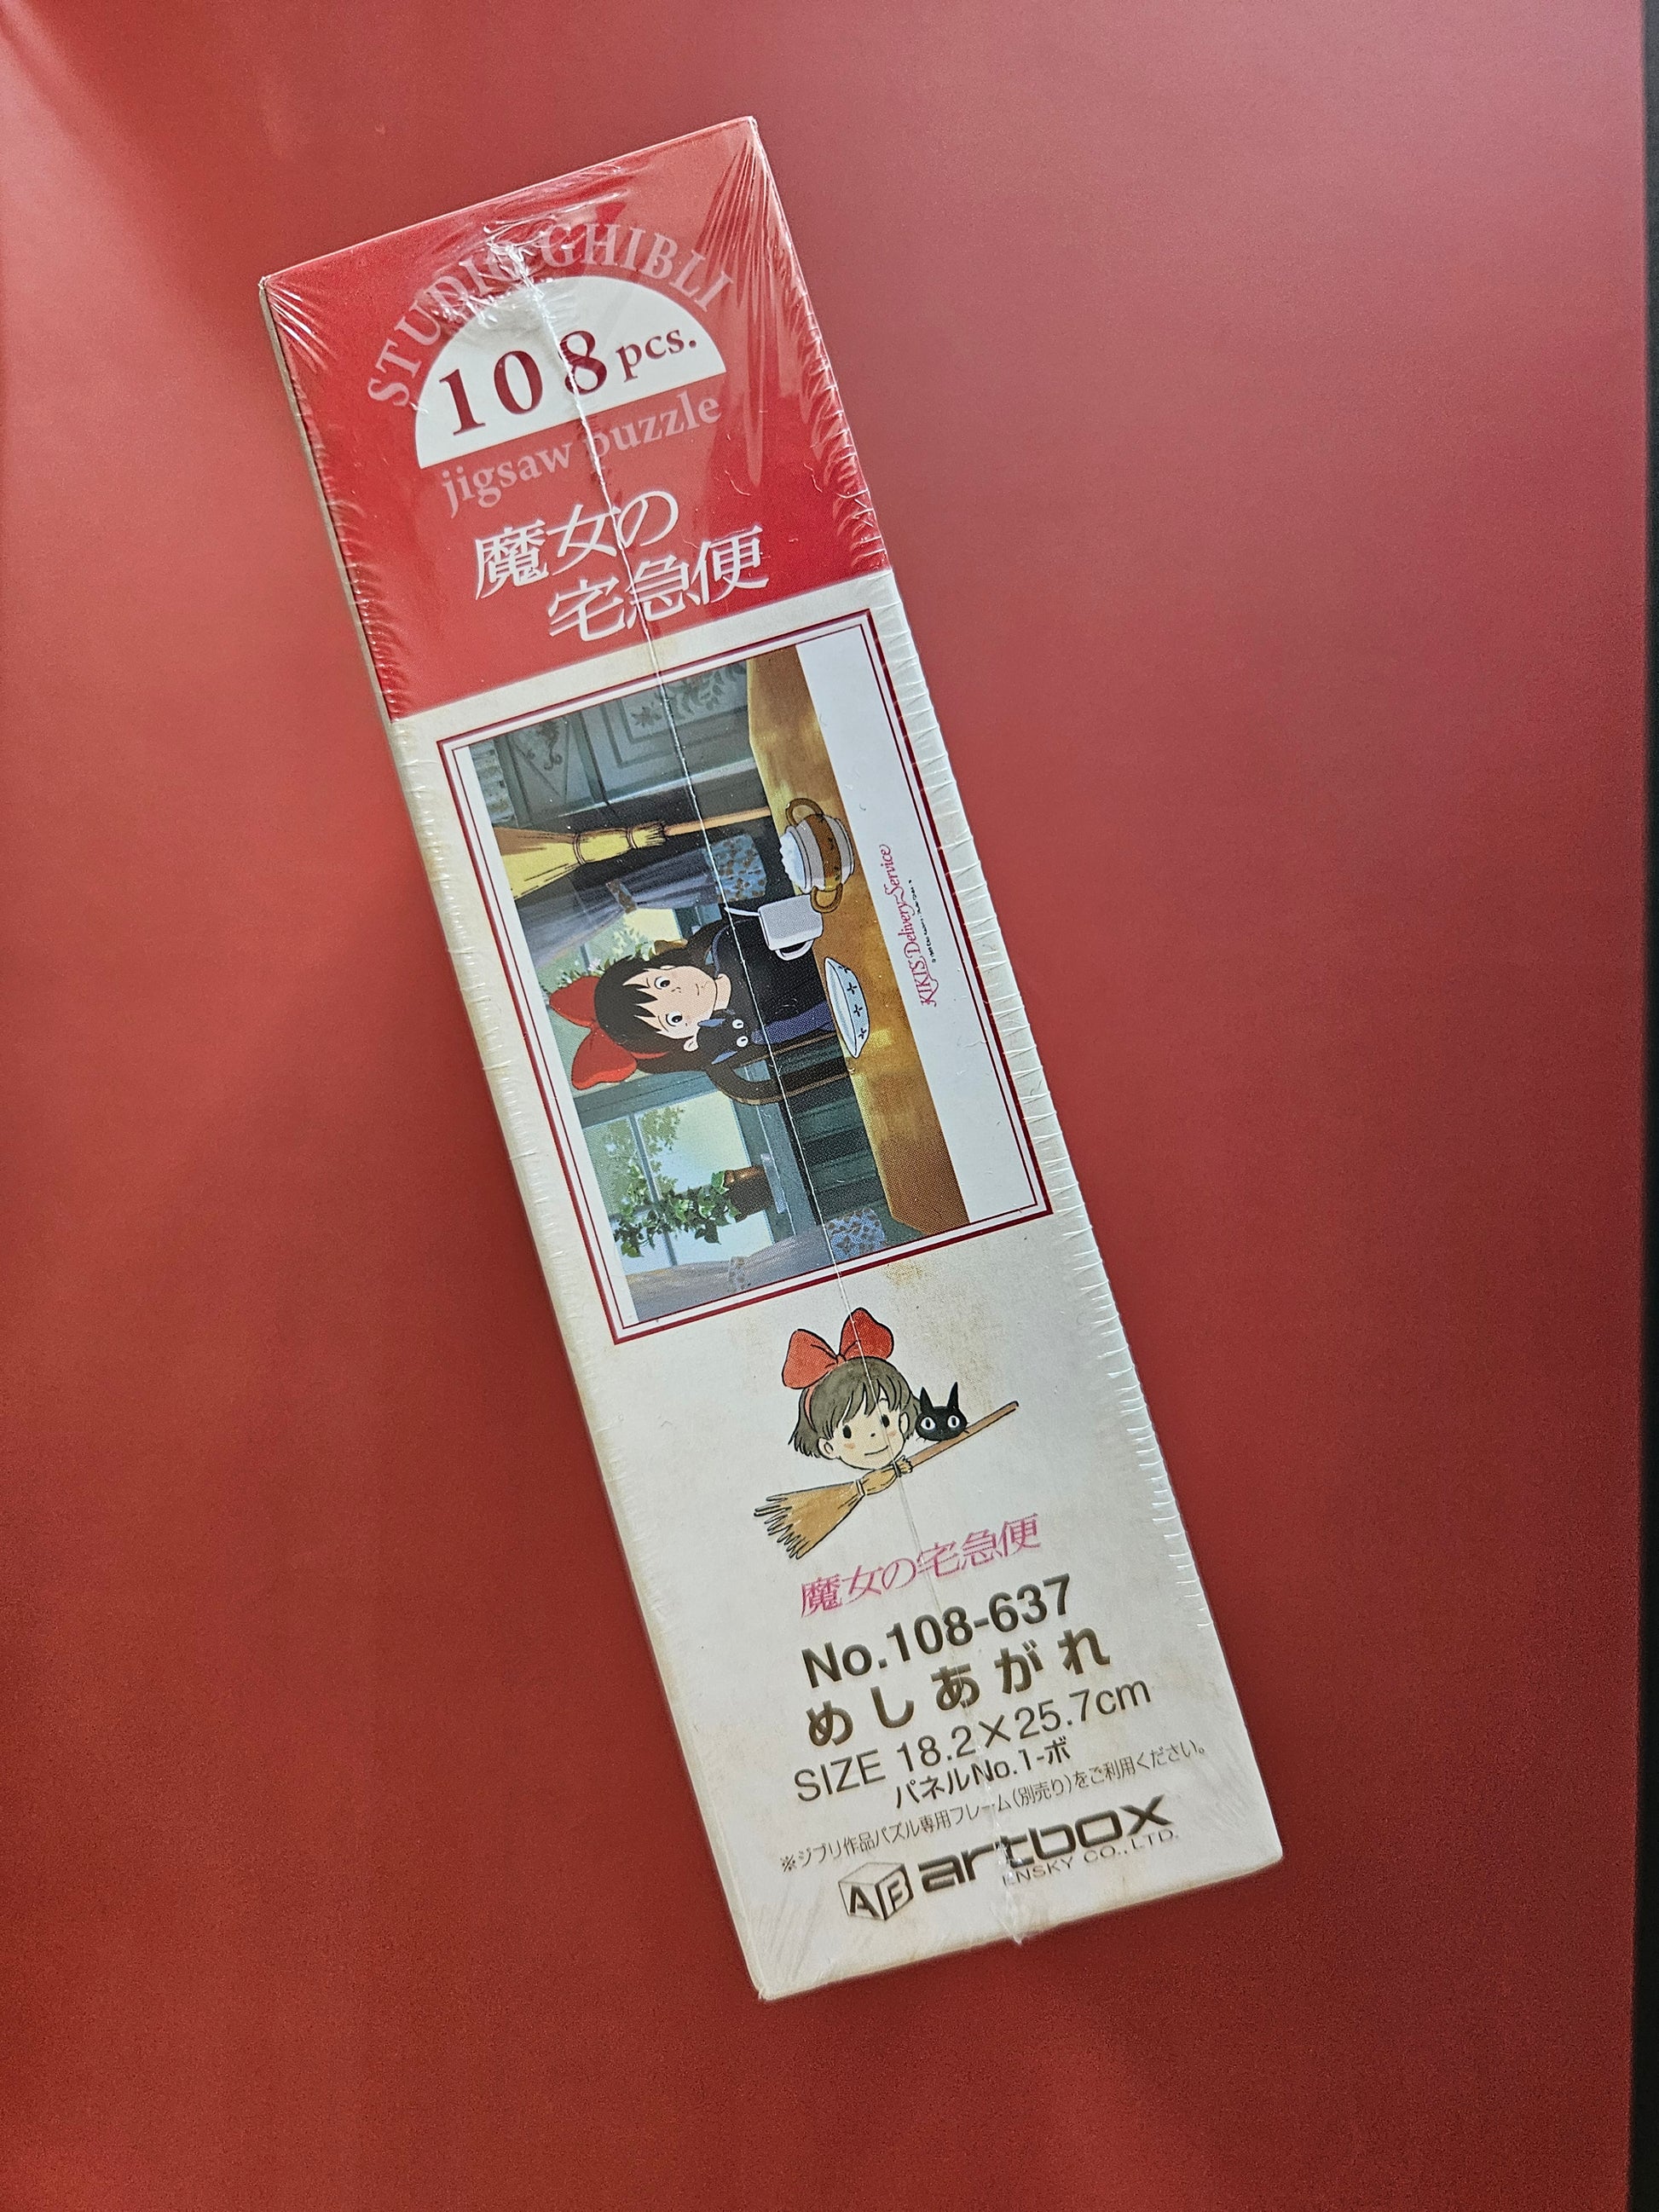 STUDIO GHIBLI
108pcs.
jigsaw puzzle
魔女の
宅急便
KIKI'S Delivery Service
魔女の宅急便
No.108-637
めしあがれ
SIZE 18.2×25.7cm
パネルNo.1-ボ
※ジブリ作品パズル専用フレーム(別売り)をご利用ください。
AB artbox
ENSKY CO.,LTD.